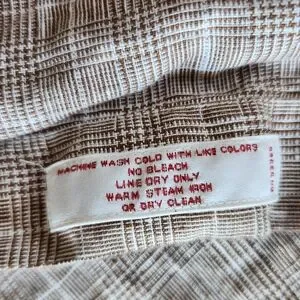 MACHINE WASH COLD WITH LIKE COLORS
NO BLEACH
LINE DRY ONLY
WARM STEAM IRON
OR DRY CLEAN